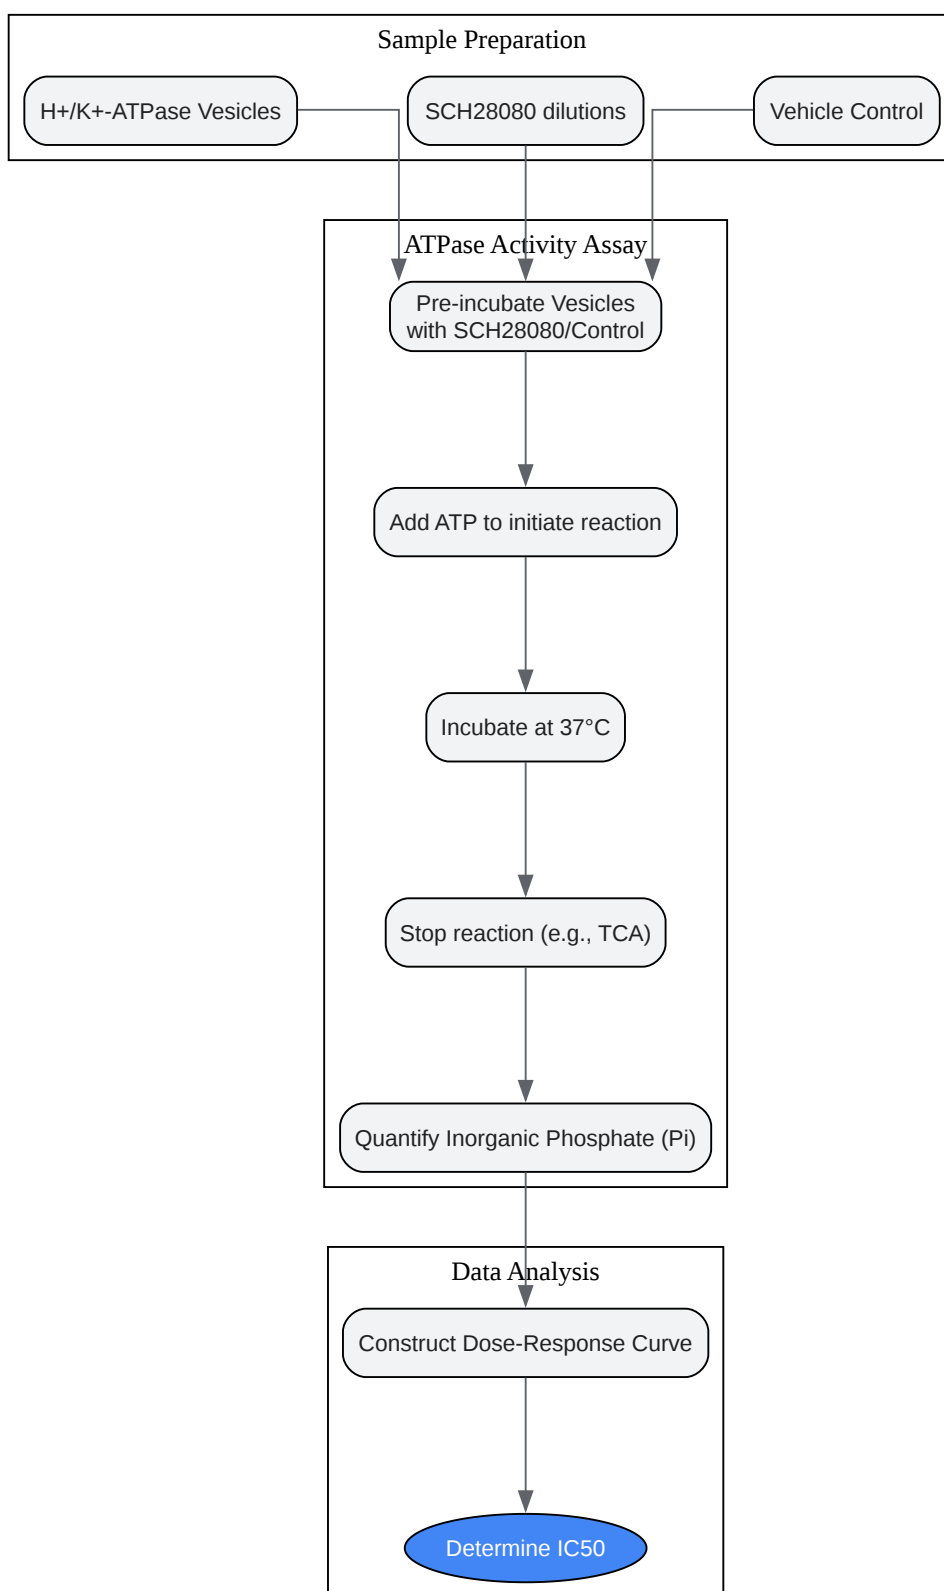 Sample Preparation
H+/K+-ATPase Vesicles
SCH28080 dilutions
Vehicle Control
ATPase Activity Assay
Pre-incubate Vesicles
with SCH28080/Control
Add ATP to initiate reaction
Incubate at 37°C
Stop reaction (e.g., TCA)
Quantify Inorganic Phosphate (Pi)
Data Analysis
Construct Dose-Response Curve
Determine IC50